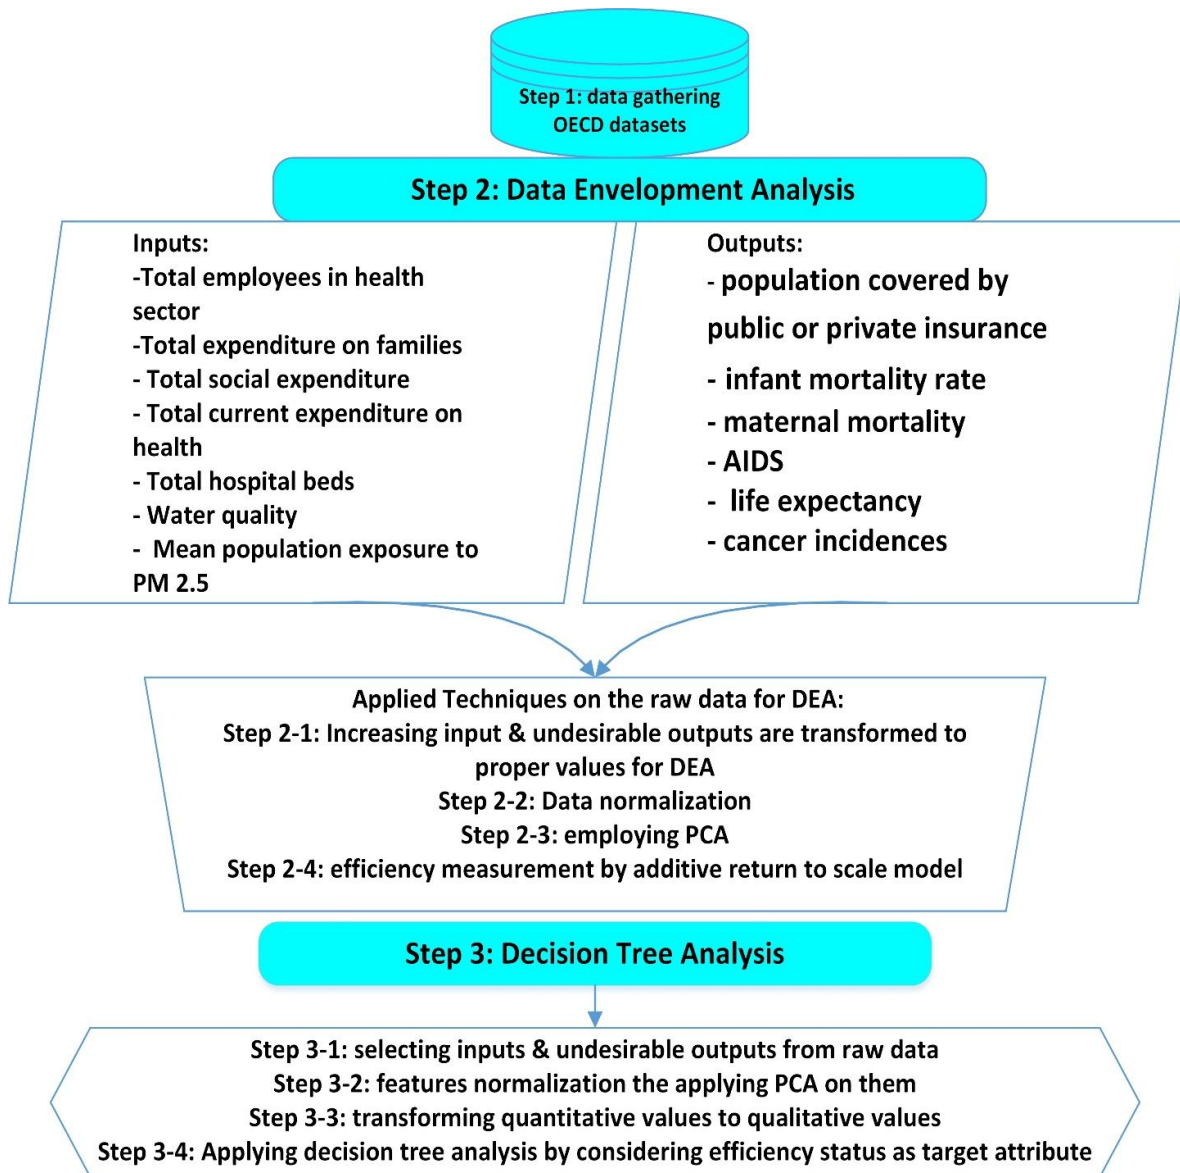 Step 1: data gathering
OECD datasets
Step 2: Data Envelopment Analysis
Inputs:
-Total employees in health
sector
-Total expenditure on families
- Total social expenditure
- Total current expenditure on
health
- Total hospital beds
- Water quality
- Mean population exposure to
PM 2.5
Outputs:
- population covered by
public or private insurance
- infant mortality rate
- maternal mortality
- AIDS
- life expectancy
- cancer incidences
Applied Techniques on the raw data for DEA:
Step 2-1: Increasing input & undesirable outputs are transformed to
proper values for DEA
Step 2-2: Data normalization
Step 2-3: employing PCA
Step 2-4: efficiency measurement by additive return to scale model
Step 3: Decision Tree Analysis
Step 3-1: selecting inputs & undesirable outputs from raw data
Step 3-2: features normalization the applying PCA on them
Step 3-3: transforming quantitative values to qualitative values
Step 3-4: Applying decision tree analysis by considering efficiency status as target attribute